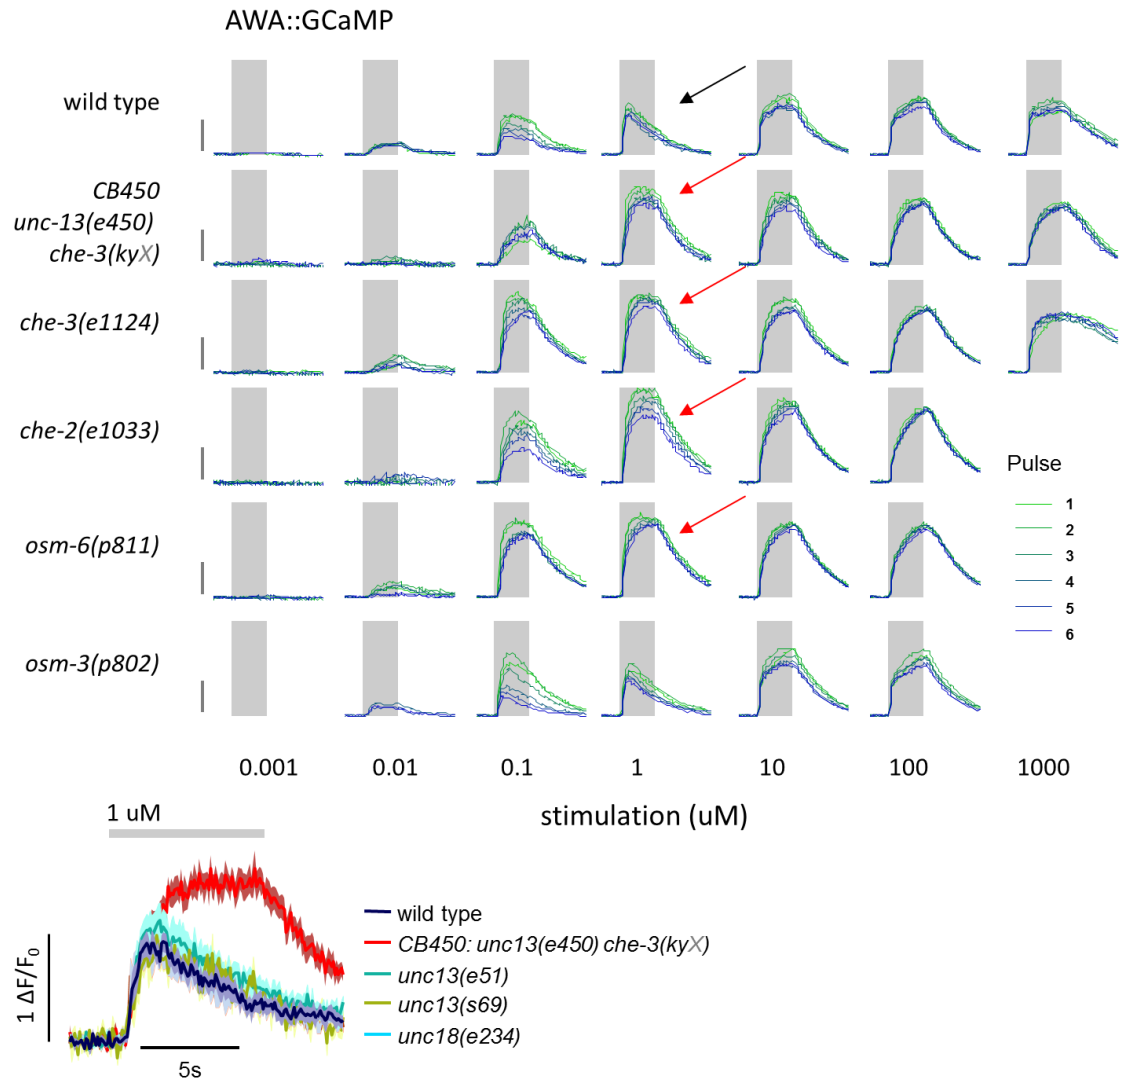 AWA::GCaMP
wild type
CB450
unc-13(e450)
che-3(kyX)
che-3(e1124)
che-2(e1033)
osm-6(p811)
osm-3(p802)
Pulse
1
2
3
4
5
6
0.001 0.01 0.1 1 10 100 1000
stimulation (uM)
1 uM
1 ΔF/F₀
5s
wild type
CB450: unc13(e450) che-3(kyX)
unc13(e51)
unc13(s69)
unc18(e234)